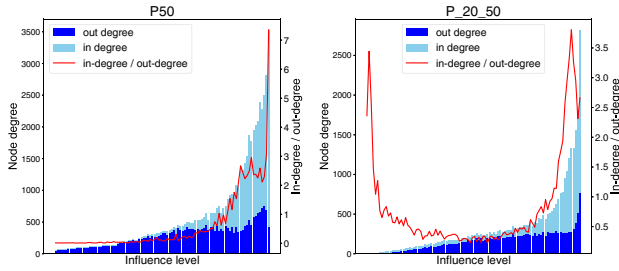 P50
out degree
in degree
in-degree / out-degree
Node degree
3500
3000
2500
2000
1500
1000
500
0
7
6
5
4
3
2
1
0
In-degree / out-degree
Influence level
P_20_50
out degree
in degree
in-degree / out-degree
Node degree
2500
2000
1500
1000
500
0
3.5
3.0
2.5
2.0
1.5
1.0
0.5
In-degree / out-degree
Influence level